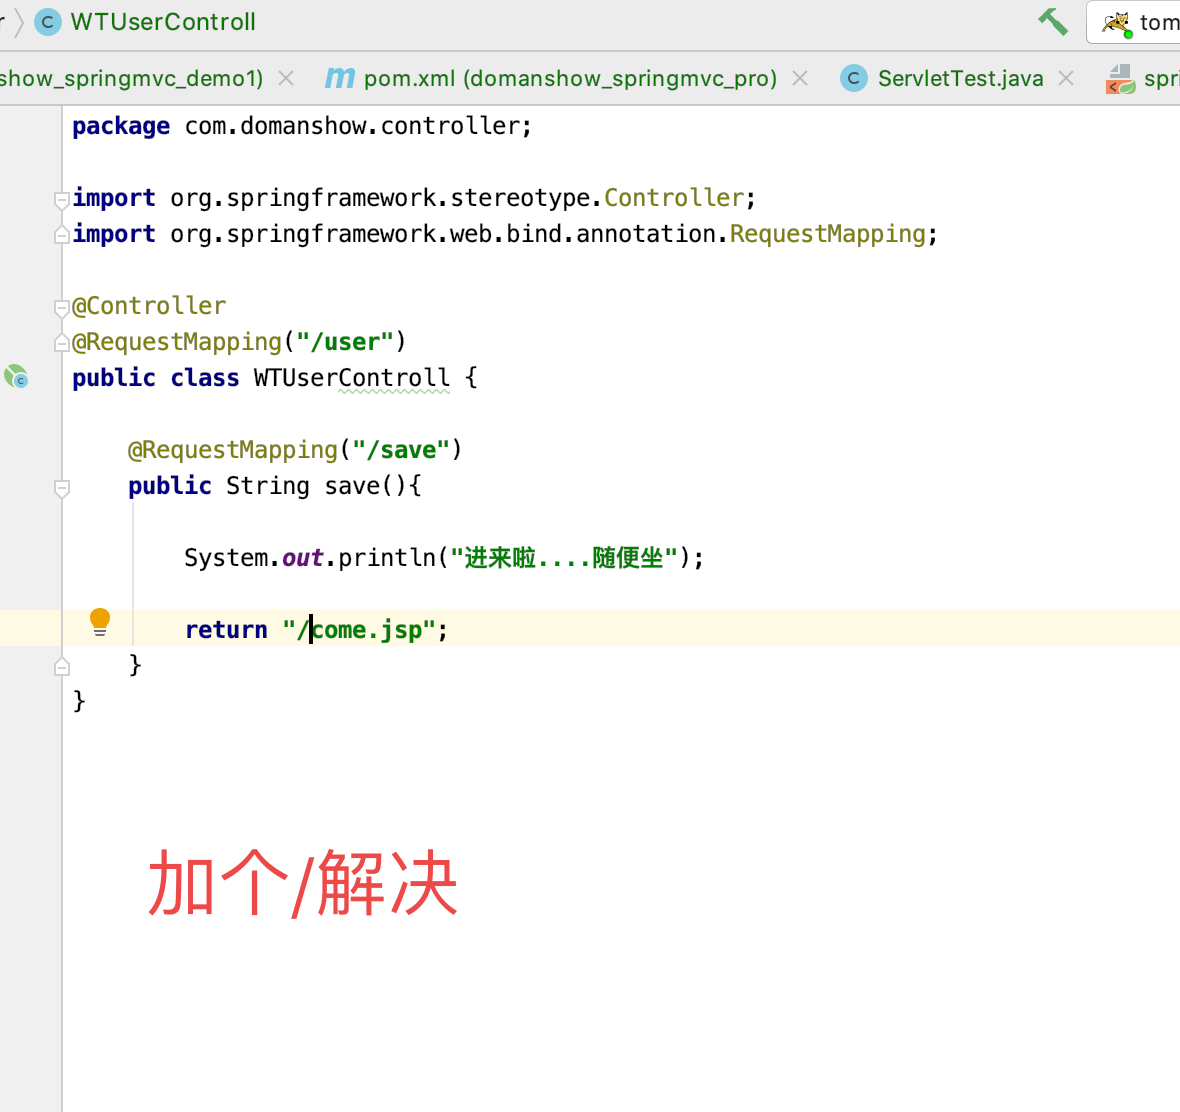 r C WTUserControll tom
show_springmvc_demo1) × m pom.xml (domanshow_springmvc_pro) × C ServletTest.java × spri
package com.domanshow.controller;
import org.springframework.stereotype.Controller;
import org.springframework.web.bind.annotation.RequestMapping;
@Controller
@RequestMapping("/user")
public class WTUserControll {
@RequestMapping("/save")
public String save(){
System.out.println("进来啦....随便坐");
return "/come.jsp";
}
}
加个/解决